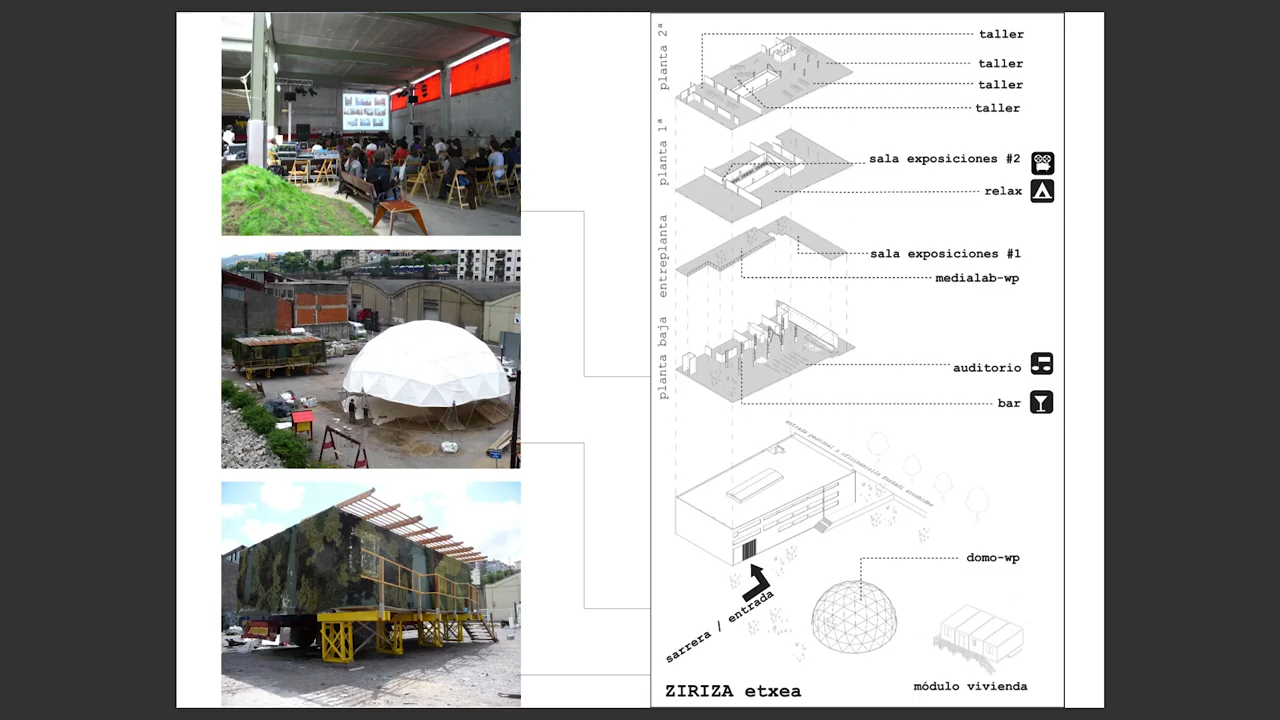 planta 2ª
taller
taller
taller
taller
planta 1ª
sala exposiciones #2
relax
entreplanta
sala exposiciones #1
medialab-wp
planta baja
auditorio
bar
domo-wp
sarrera / entrada
ZIRIZA etxea
módulo vivienda